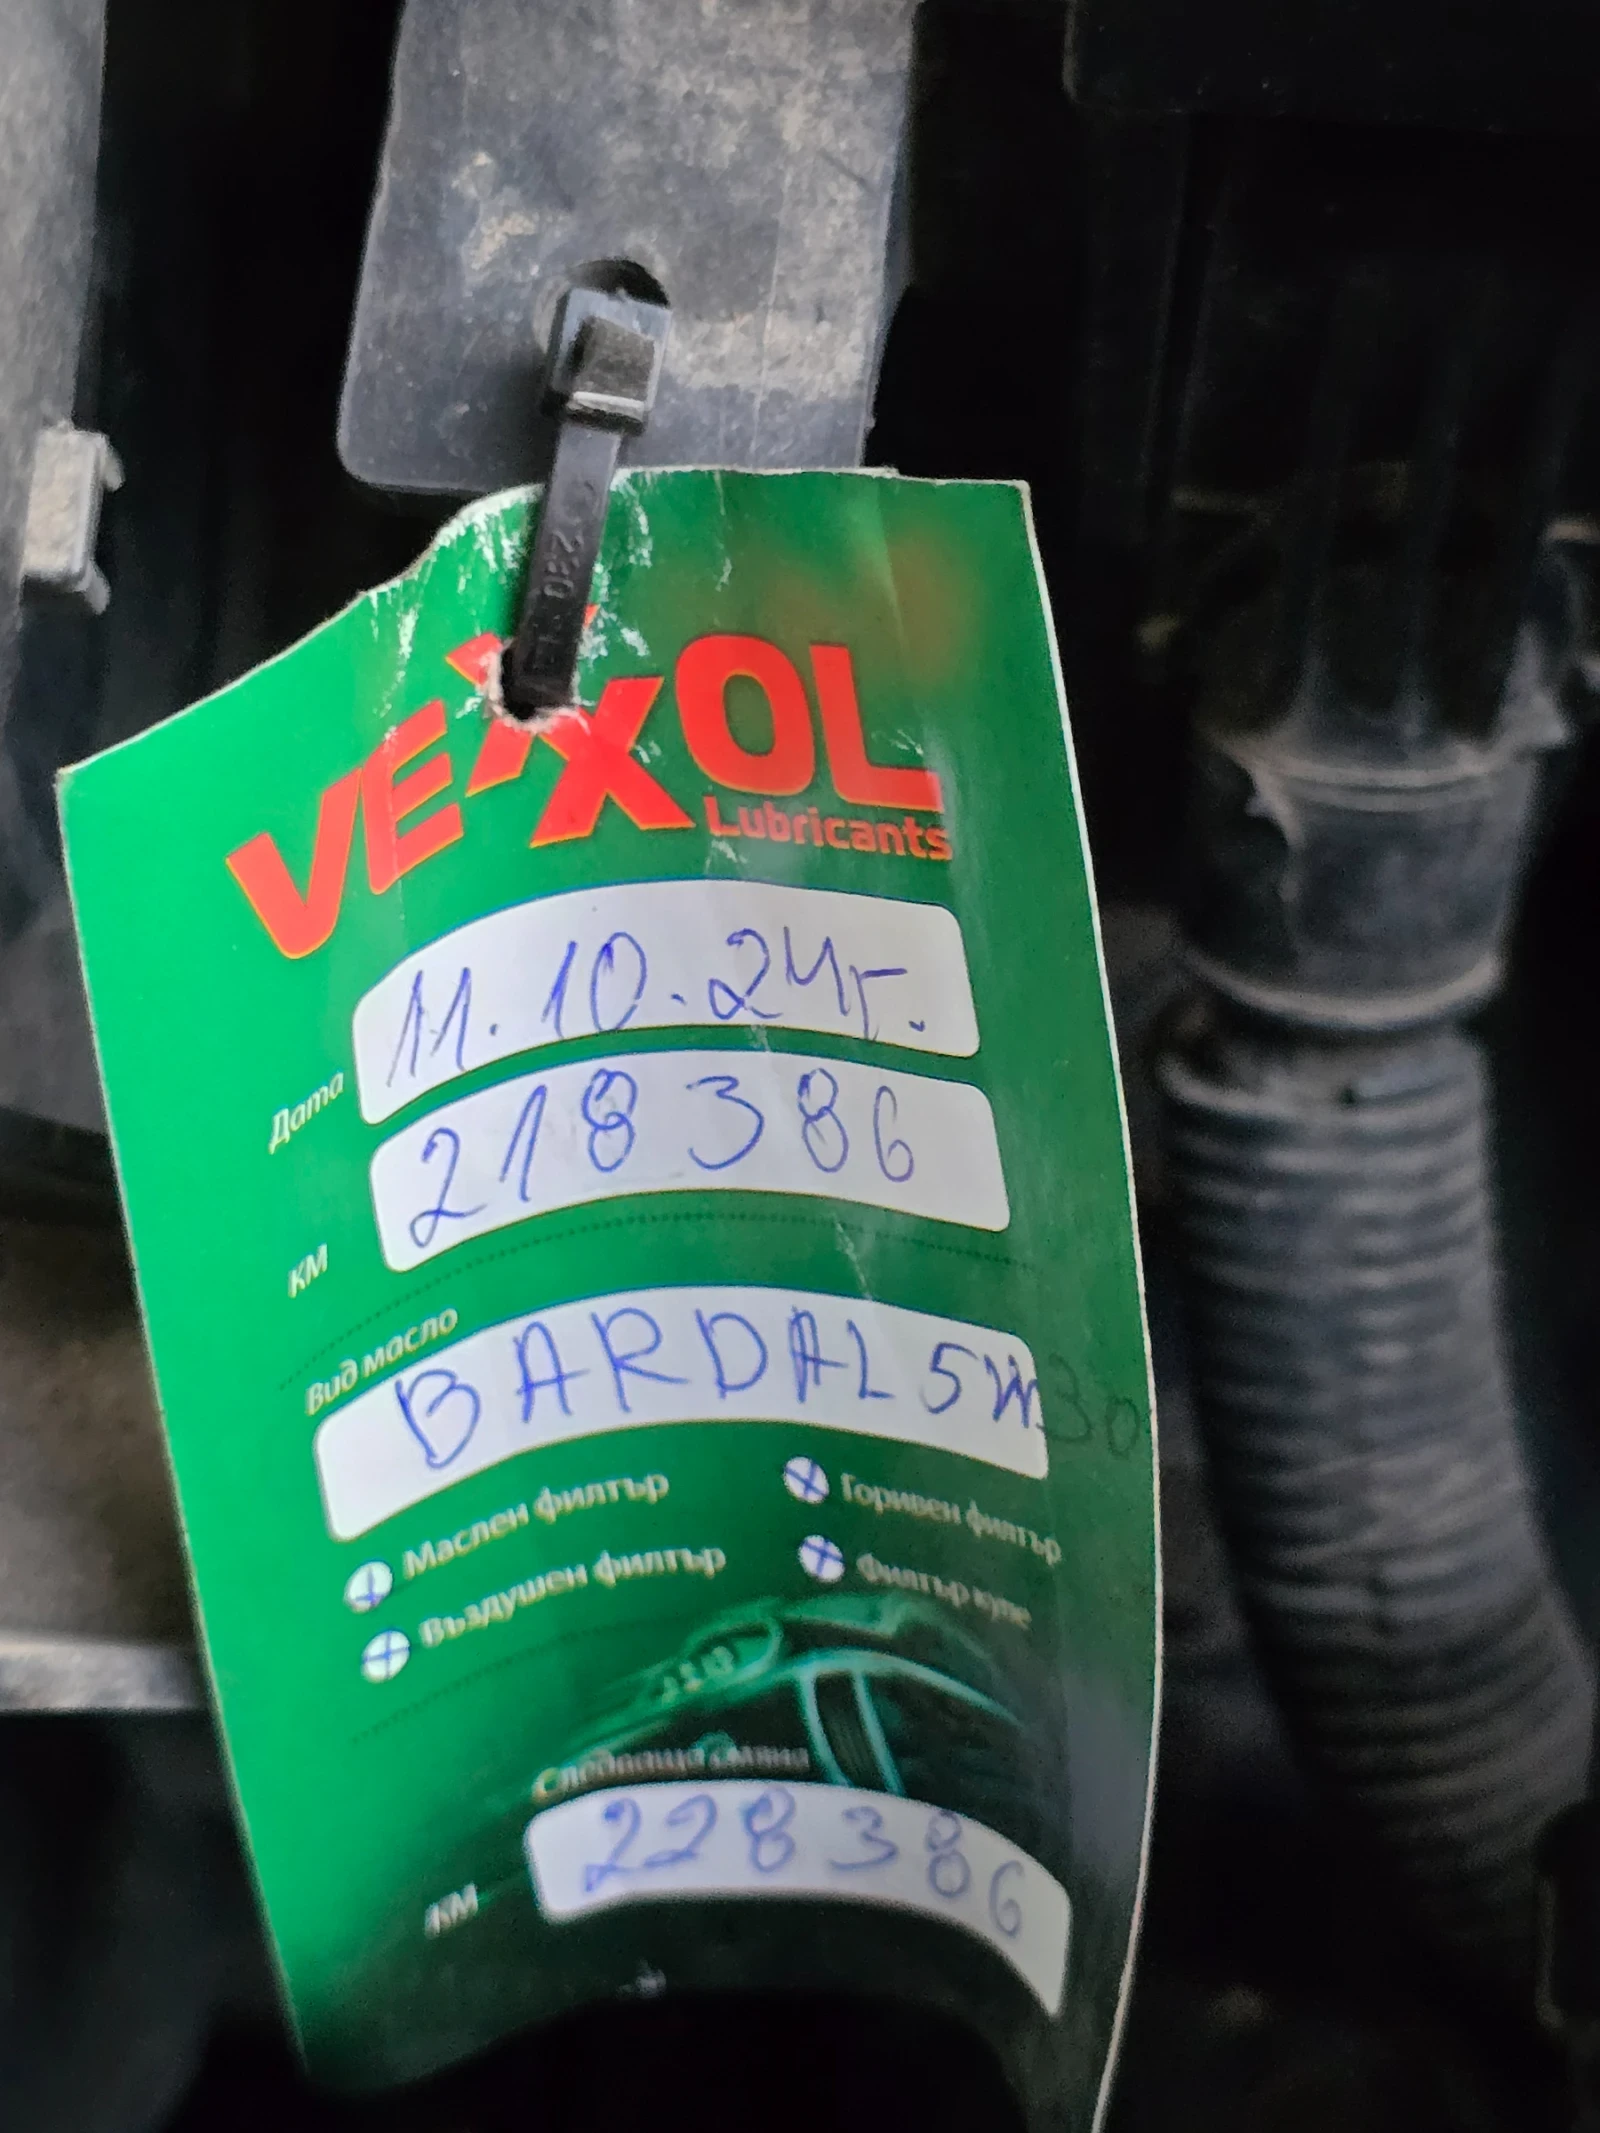 VEXXOL
Lubricants
Дата 11.10.24г.
КМ 218386
Вид масло
BARDAL 5W30
Маслен филтър
Горивен филтър
Въздушен филтър
Филтър купе
Следваща смяна
КМ 228386